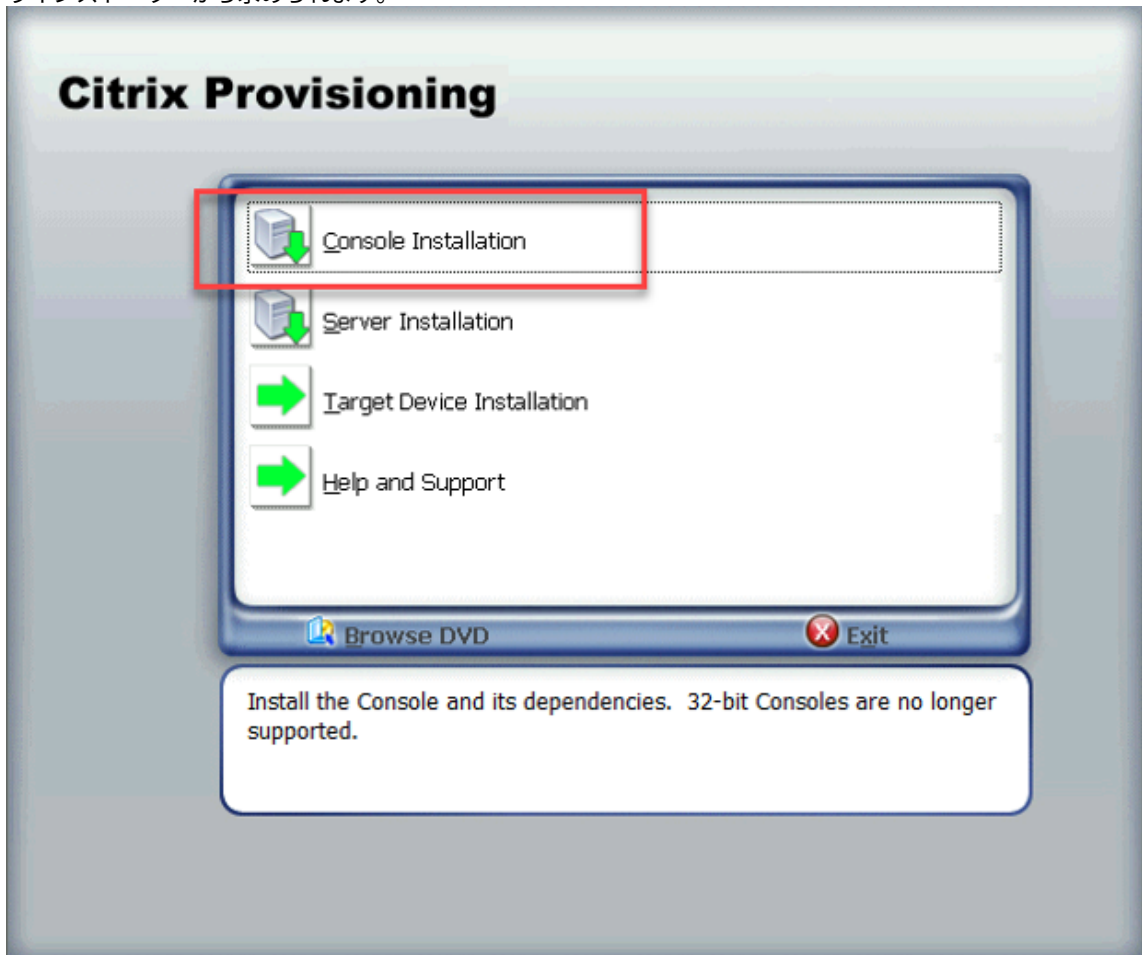 Citrix Provisioning
Console Installation
Server Installation
Target Device Installation
Help and Support
Browse DVD
Exit
Install the Console and its dependencies.  32-bit Consoles are no longer
supported.